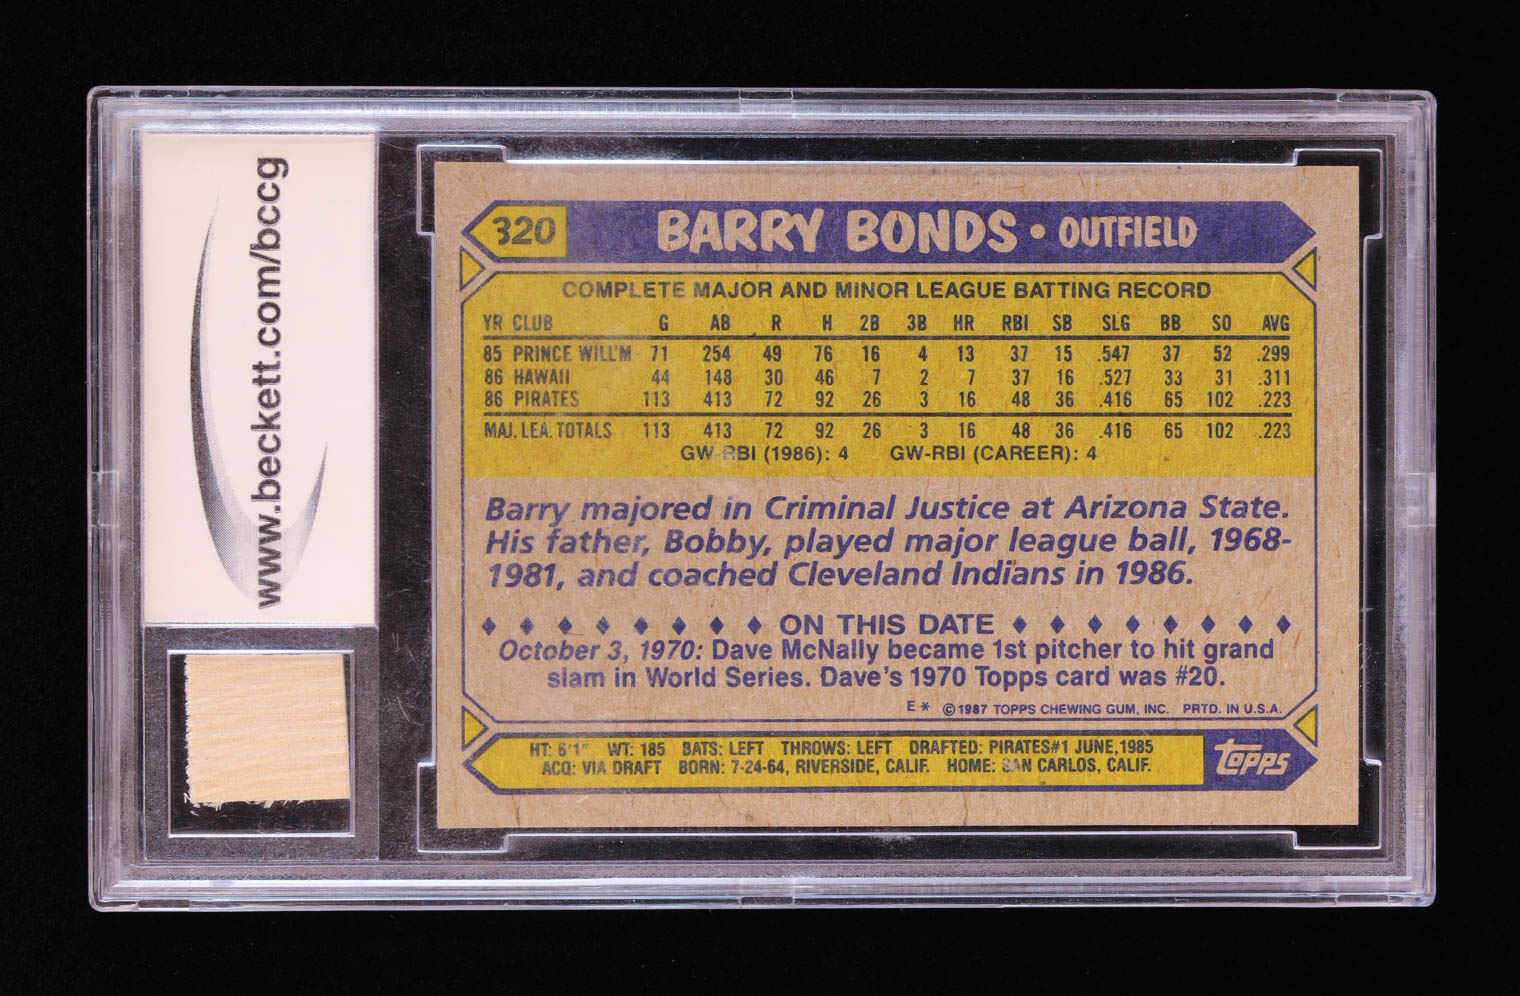 www.beckett.com/bccg
320 BARRY BONDS • OUTFIELD
COMPLETE MAJOR AND MINOR LEAGUE BATTING RECORD
YR CLUB G AB R H 2B 3B HR RBI SB SLG BB SO AVG
85 PRINCE WILL'M 71 254 49 76 16 4 13 37 15 .547 37 52 .299
86 HAWAII 44 148 30 46 7 2 7 37 16 .527 33 31 .311
86 PIRATES 113 413 72 92 26 3 16 48 36 .416 65 102 .223
MAJ. LEA. TOTALS 113 413 72 92 26 3 16 48 36 .416 65 102 .223
GW-RBI (1986): 4 GW-RBI (CAREER): 4
Barry majored in Criminal Justice at Arizona State.
His father, Bobby, played major league ball, 1968-
1981, and coached Cleveland Indians in 1986.
ON THIS DATE
October 3, 1970: Dave McNally became 1st pitcher to hit grand
slam in World Series. Dave's 1970 Topps card was #20.
E * © 1987 TOPPS CHEWING GUM, INC. PRTD. IN U.S.A.
HT: 6'1" WT: 185 BATS: LEFT THROWS: LEFT DRAFTED: PIRATES#1 JUNE,1985
ACQ: VIA DRAFT BORN: 7-24-64, RIVERSIDE, CALIF. HOME: SAN CARLOS, CALIF.
topps